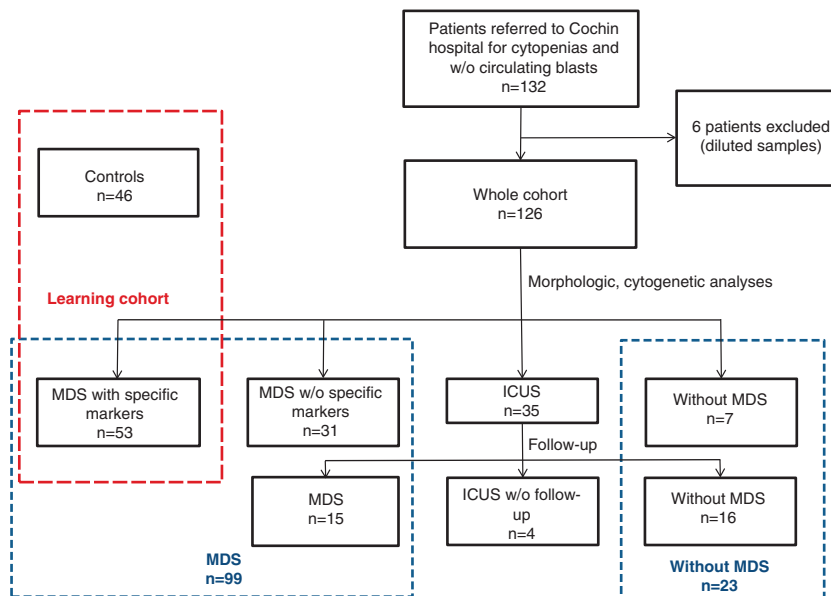 Patients referred to Cochin
hospital for cytopenias and
w/o circulating blasts
n=132
6 patients excluded
(diluted samples)
Controls
n=46
Whole cohort
n=126
Learning cohort
Morphologic, cytogenetic analyses
MDS with specific
markers
n=53
MDS w/o specific
markers
n=31
ICUS
n=35
Without MDS
n=7
Follow-up
MDS
n=15
ICUS w/o follow-
up
n=4
Without MDS
n=16
MDS
n=99
Without MDS
n=23